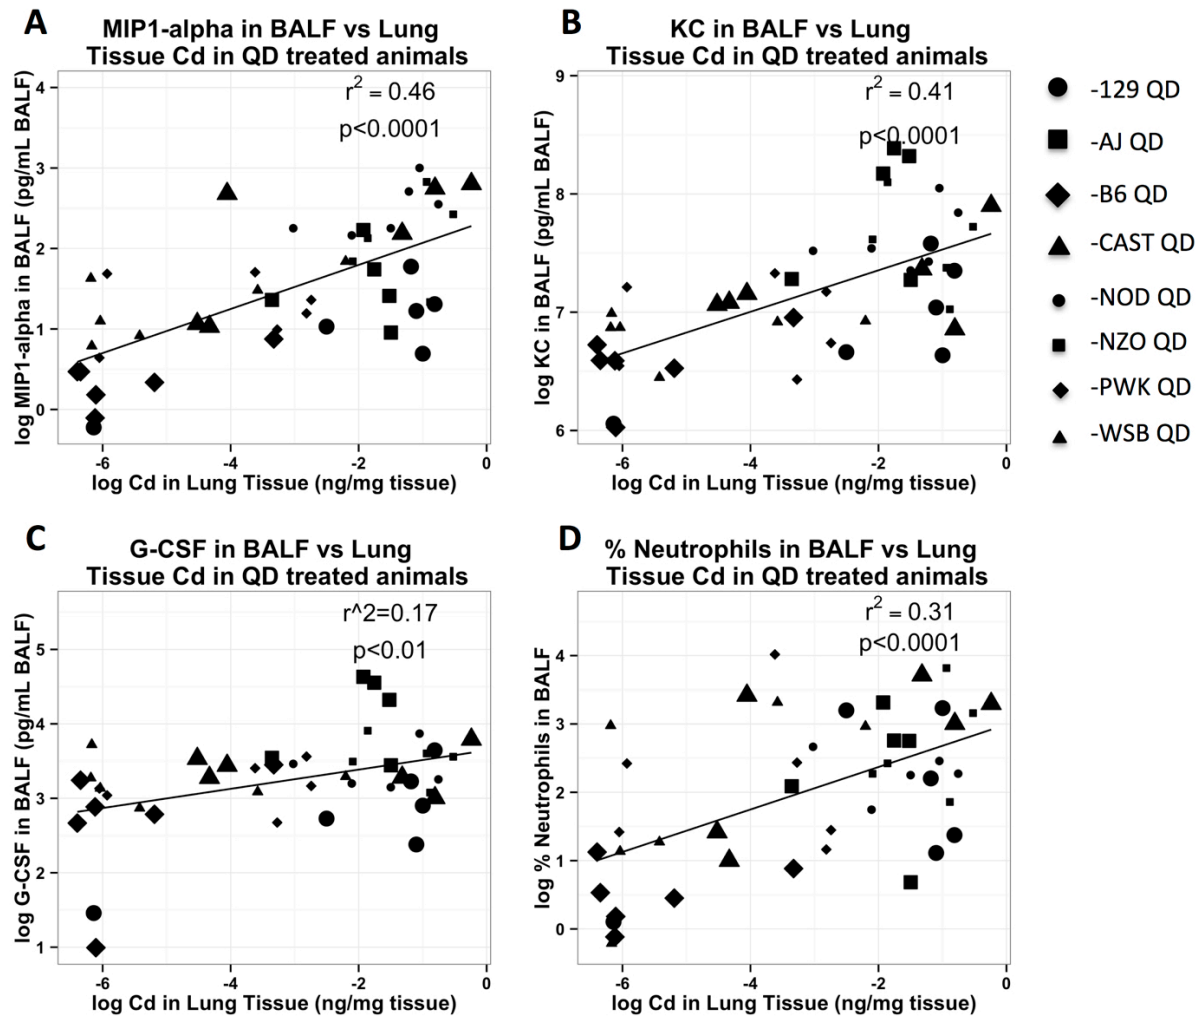 A
MIP1-alpha in BALF vs Lung
Tissue Cd in QD treated animals
r² = 0.46
p<0.0001
log MIP1-alpha in BALF (pg/mL BALF)
4
3
2
1
0
-6 -4 -2 0
log Cd in Lung Tissue (ng/mg tissue)
B
KC in BALF vs Lung
Tissue Cd in QD treated animals
r² = 0.41
p<0.0001
log KC in BALF (pg/mL BALF)
9
8
7
6
-6 -4 -2 0
log Cd in Lung Tissue (ng/mg tissue)
-129 QD
-AJ QD
-B6 QD
-CAST QD
-NOD QD
-NZO QD
-PWK QD
-WSB QD
C
G-CSF in BALF vs Lung
Tissue Cd in QD treated animals
r^2=0.17
p<0.01
log G-CSF in BALF (pg/mL BALF)
5
4
3
2
1
-6 -4 -2 0
log Cd in Lung Tissue (ng/mg tissue)
D
% Neutrophils in BALF vs Lung
Tissue Cd in QD treated animals
r² = 0.31
p<0.0001
log % Neutrophils in BALF
4
3
2
1
0
-6 -4 -2 0
log Cd in Lung Tissue (ng/mg tissue)